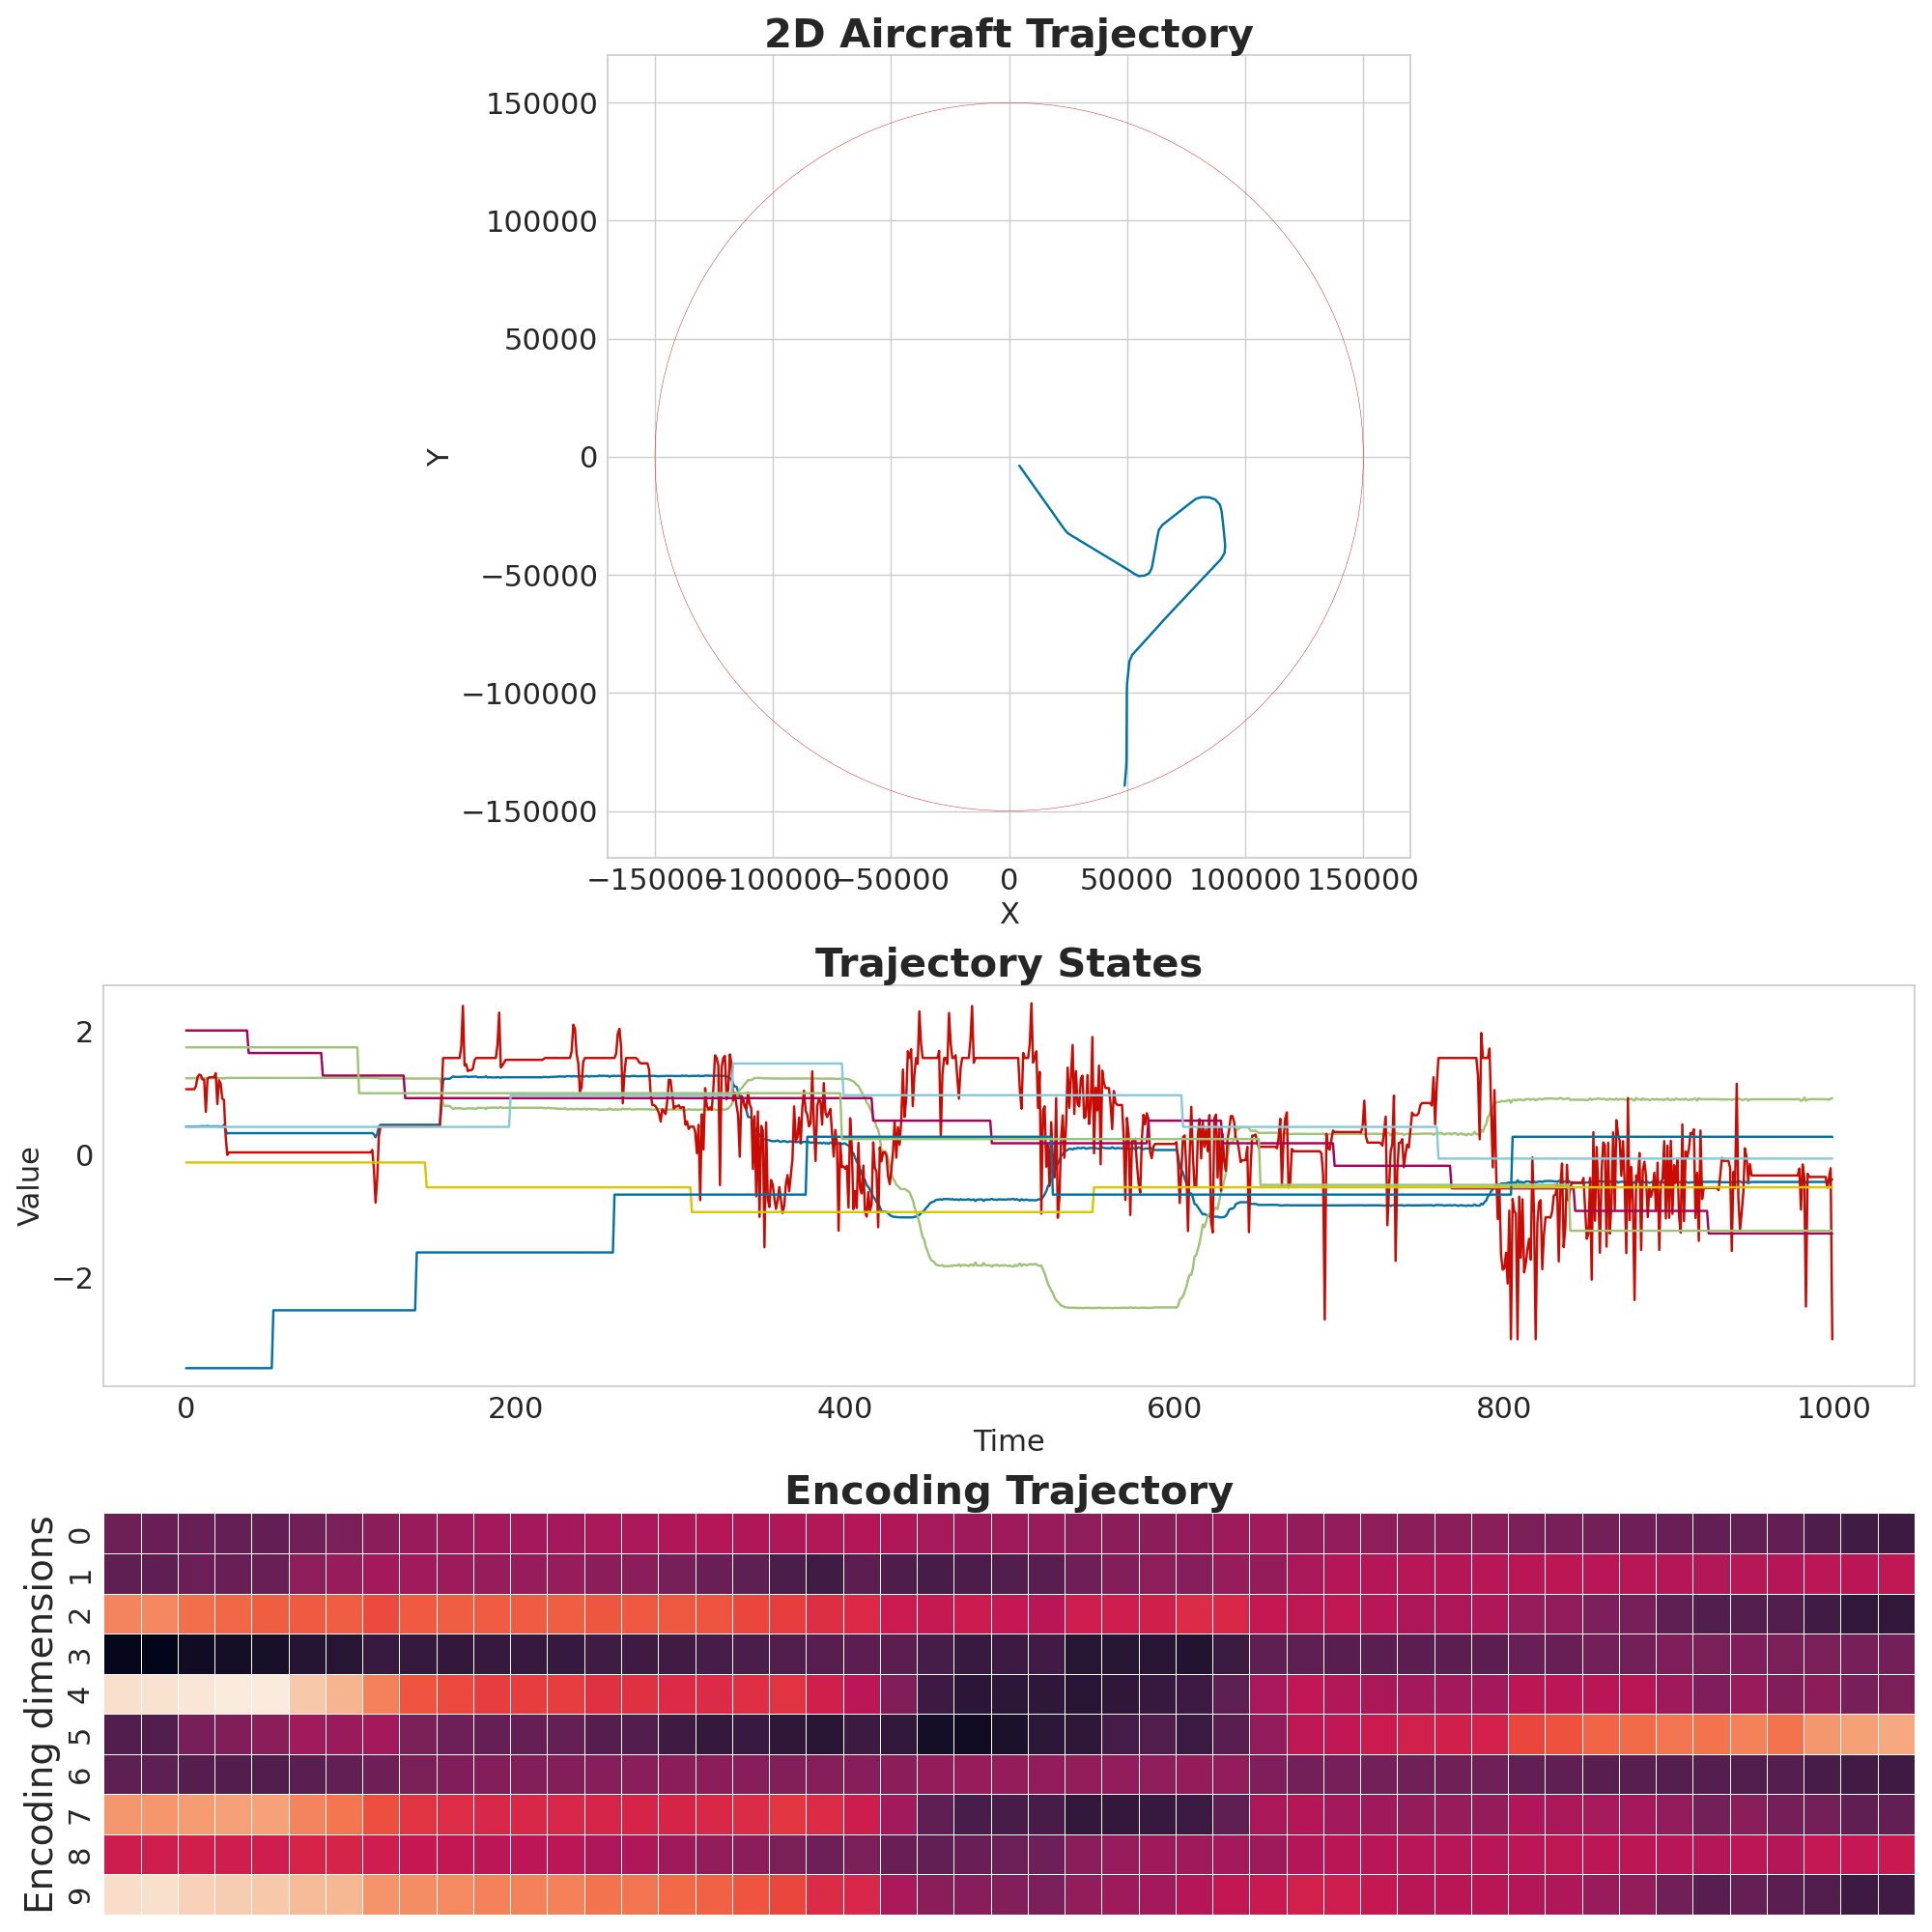 2D Aircraft Trajectory
150000
100000
50000
0
−50000
−100000
−150000
Y
−150000 −100000 −50000 0 50000 100000 150000
X
Trajectory States
2
0
−2
Value
0 200 400 600 800 1000
Time
Encoding Trajectory
0
1
2
3
4
5
6
7
8
9
Encoding dimensions